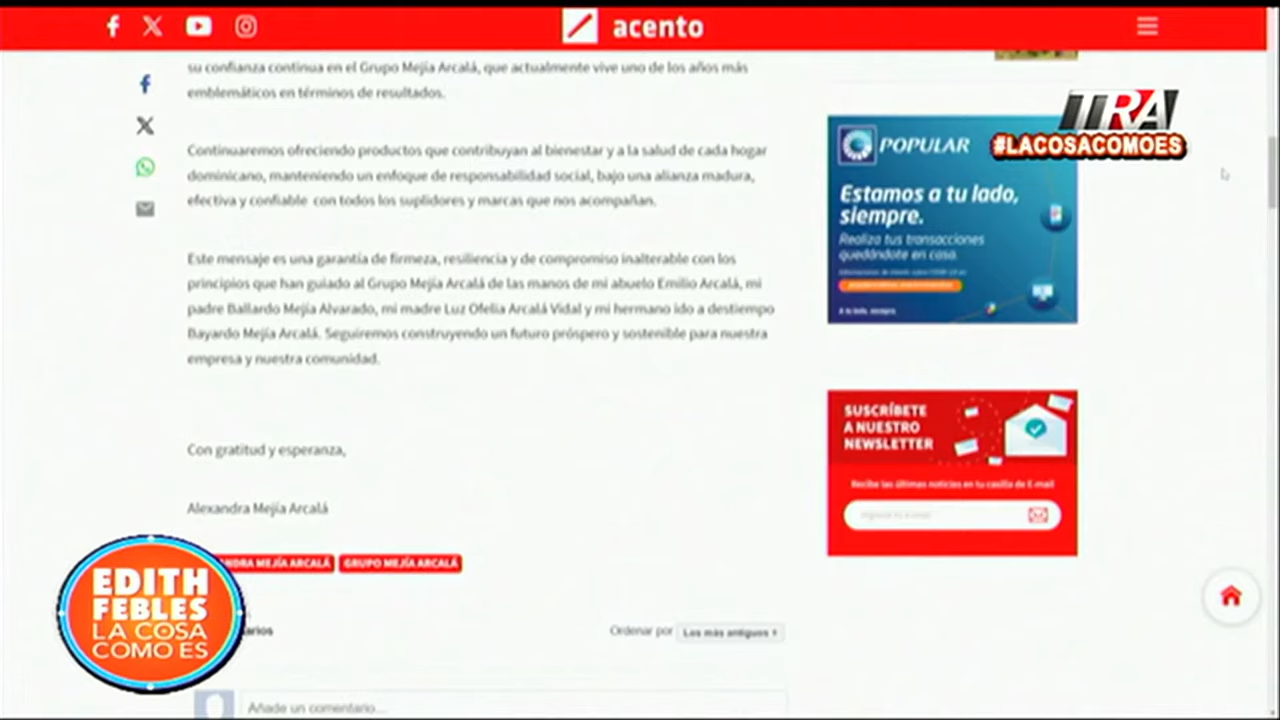 acento
su confianza continua en el Grupo Mejía Arcalá, que actualmente vive uno de los años más
emblemáticos en términos de resultados.
Continuaremos ofreciendo productos que contribuyan al bienestar y a la salud de cada hogar
dominicano, manteniendo un enfoque de responsabilidad social, bajo una alianza madura,
efectiva y confiable con todos los suplidores y marcas que nos acompañan.
Este mensaje es una garantía de firmeza, resiliencia y de compromiso inalterable con los
principios que han guiado al Grupo Mejía Arcalá de las manos de mi abuelo Emilio Arcalá, mi
padre Ballardo Mejía Alvarado, mi madre Luz Ofelia Arcalá Vidal y mi hermano ido a destiempo
Bayardo Mejía Arcalá. Seguiremos construyendo un futuro próspero y sostenible para nuestra
empresa y nuestra comunidad.
Con gratitud y esperanza,
Alexandra Mejía Arcalá
NDRA MEJÍA ARCALÁ GRUPO MEJÍA ARCALÁ
arios
Ordenar por Los más antiguos
Añade un comentario...
TRA
#LACOSACOMOES
POPULAR
Estamos a tu lado,
siempre.
Realiza tus transacciones
quedándote en casa.
A tu lado, siempre.
SUSCRÍBETE
A NUESTRO
NEWSLETTER
Recibe las últimas noticias en tu casilla de E-mail
EDITH
FEBLES
LA COSA
COMO ES